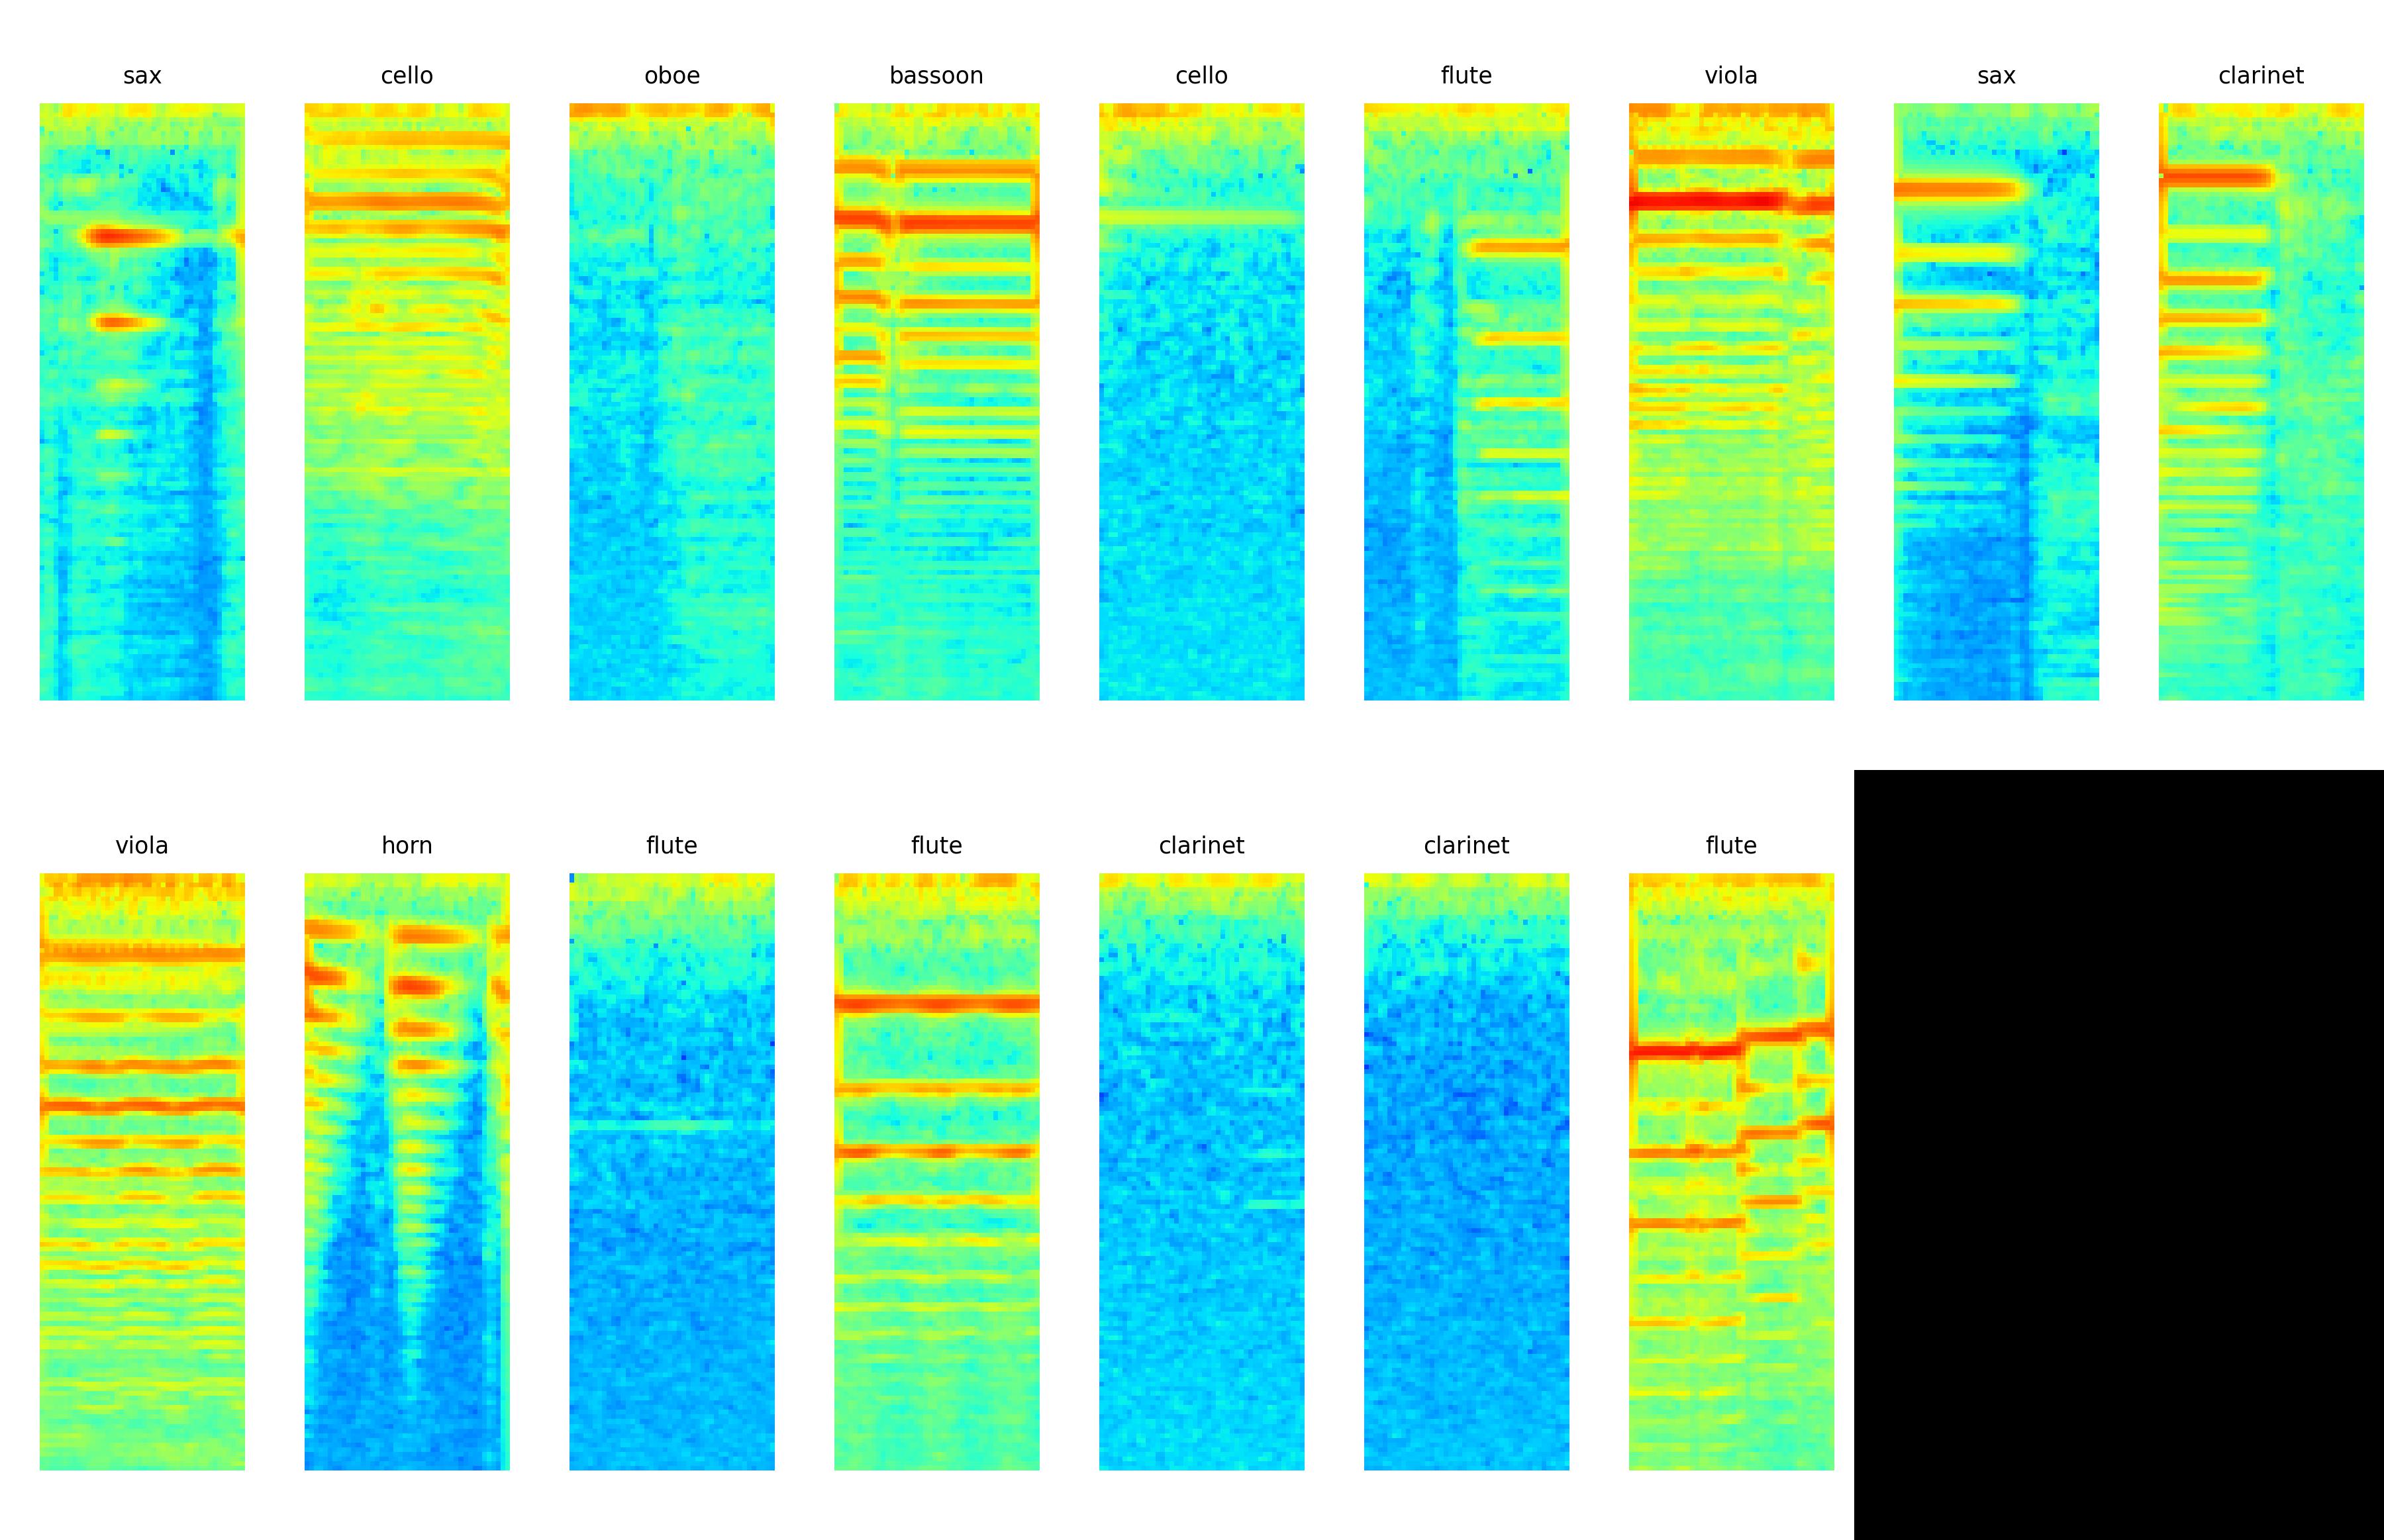 sax cello oboe bassoon cello flute viola sax clarinet
viola horn flute flute clarinet clarinet flute